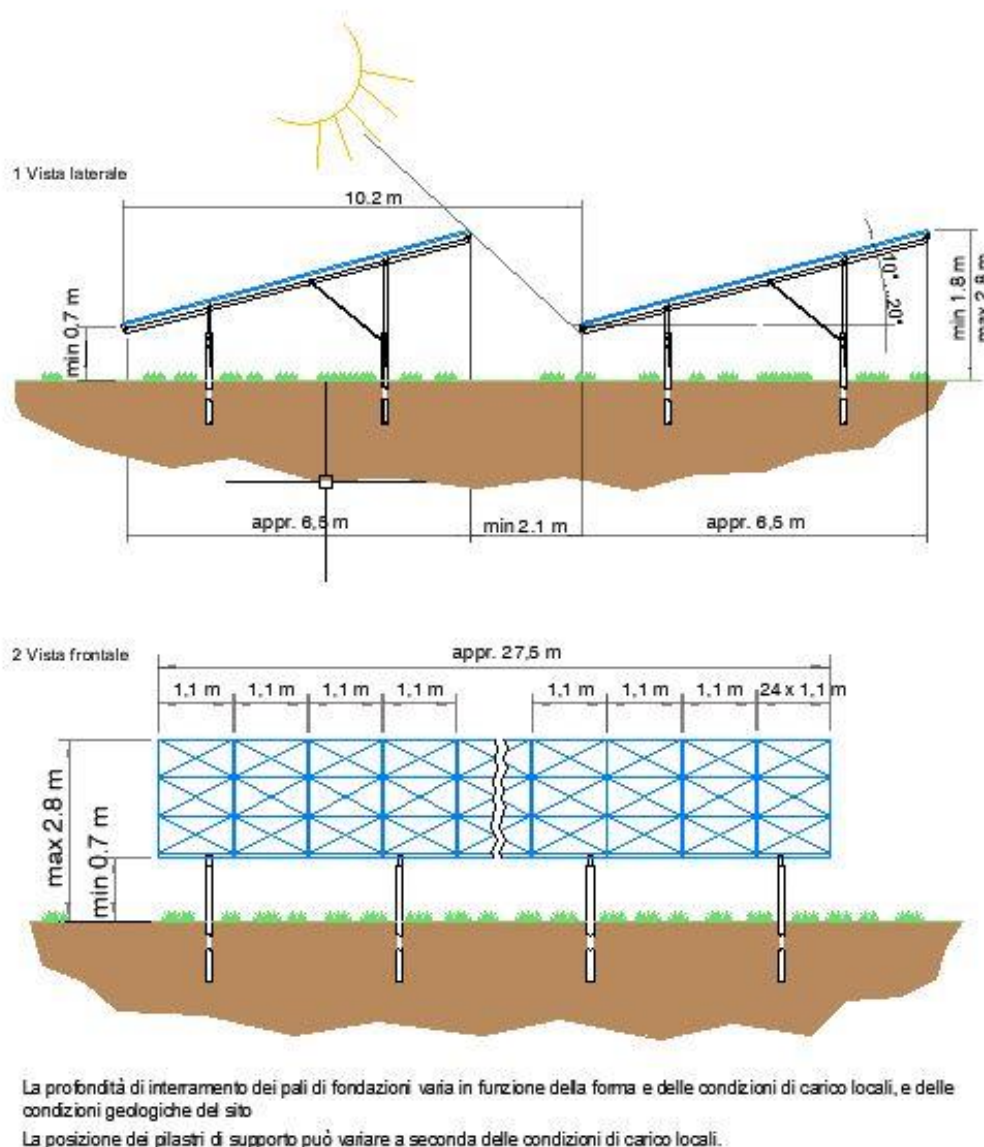 1 Vista laterale
10.2 m
min 0,7 m
10°
20°
min 1.8 m
max 2.8 m
appr. 6,5 m
min 2.1 m
appr. 6,5 m
2 Vista frontale
appr. 27,5 m
1,1 m
1,1 m
1,1 m
1,1 m
1,1 m
1,1 m
1,1 m
24 x 1,1 m
max 2.8 m
min 0,7 m
La profondità di interramento dei pali di fondazioni varia in funzione della forma e delle condizioni di carico locali, e delle
condizioni geologiche del sito
La posizione dei pilastri di supporto può variare a seconda delle condizioni di carico locali.